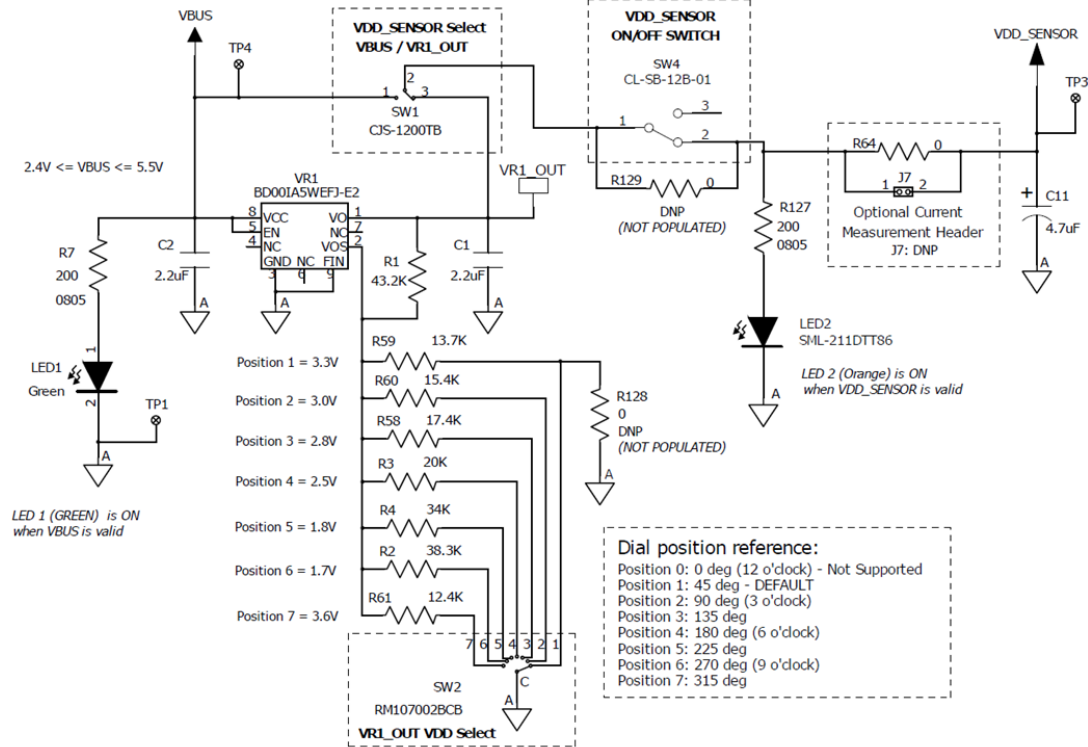 VBUS
TP4
VDD_SENSOR Select
VBUS / VR1_OUT
2
1
3
SW1
CJS-1200TB
VDD_SENSOR
ON/OFF SWITCH
SW4
CL-SB-12B-01
3
1
2
R129
0
DNP
(NOT POPULATED)
VDD_SENSOR
TP3
R64
0
J7
1
2
Optional Current
Measurement Header
J7: DNP
+
C11
4.7uF
A
2.4V <= VBUS <= 5.5V
VR1
BD00IA5WEFJ-E2
VR1_OUT
8 VCC VO 1
5 EN NC 7
4 NC VOS 2
GND NC FIN
3 6 9
A
R7
200
0805
C2
2.2uF
A
R1
43.2K
C1
2.2uF
A
R127
200
0805
LED2
SML-211DTT86
LED 2 (Orange) is ON
when VDD_SENSOR is valid
A
1
LED1
Green
2
TP1
A
LED 1 (GREEN) is ON
when VBUS is valid
Position 1 = 3.3V
R59
13.7K
Position 2 = 3.0V
R60
15.4K
Position 3 = 2.8V
R58
17.4K
Position 4 = 2.5V
R3
20K
Position 5 = 1.8V
R4
34K
Position 6 = 1.7V
R2
38.3K
Position 7 = 3.6V
R61
12.4K
R128
0
DNP
(NOT POPULATED)
A
7 6 5 4 3 2 1
SW2
C
A
RM107002BCB
VR1_OUT VDD Select
Dial position reference:
Position 0: 0 deg (12 o'clock) - Not Supported
Position 1: 45 deg - DEFAULT
Position 2: 90 deg (3 o'clock)
Position 3: 135 deg
Position 4: 180 deg (6 o'clock)
Position 5: 225 deg
Position 6: 270 deg (9 o'clock)
Position 7: 315 deg